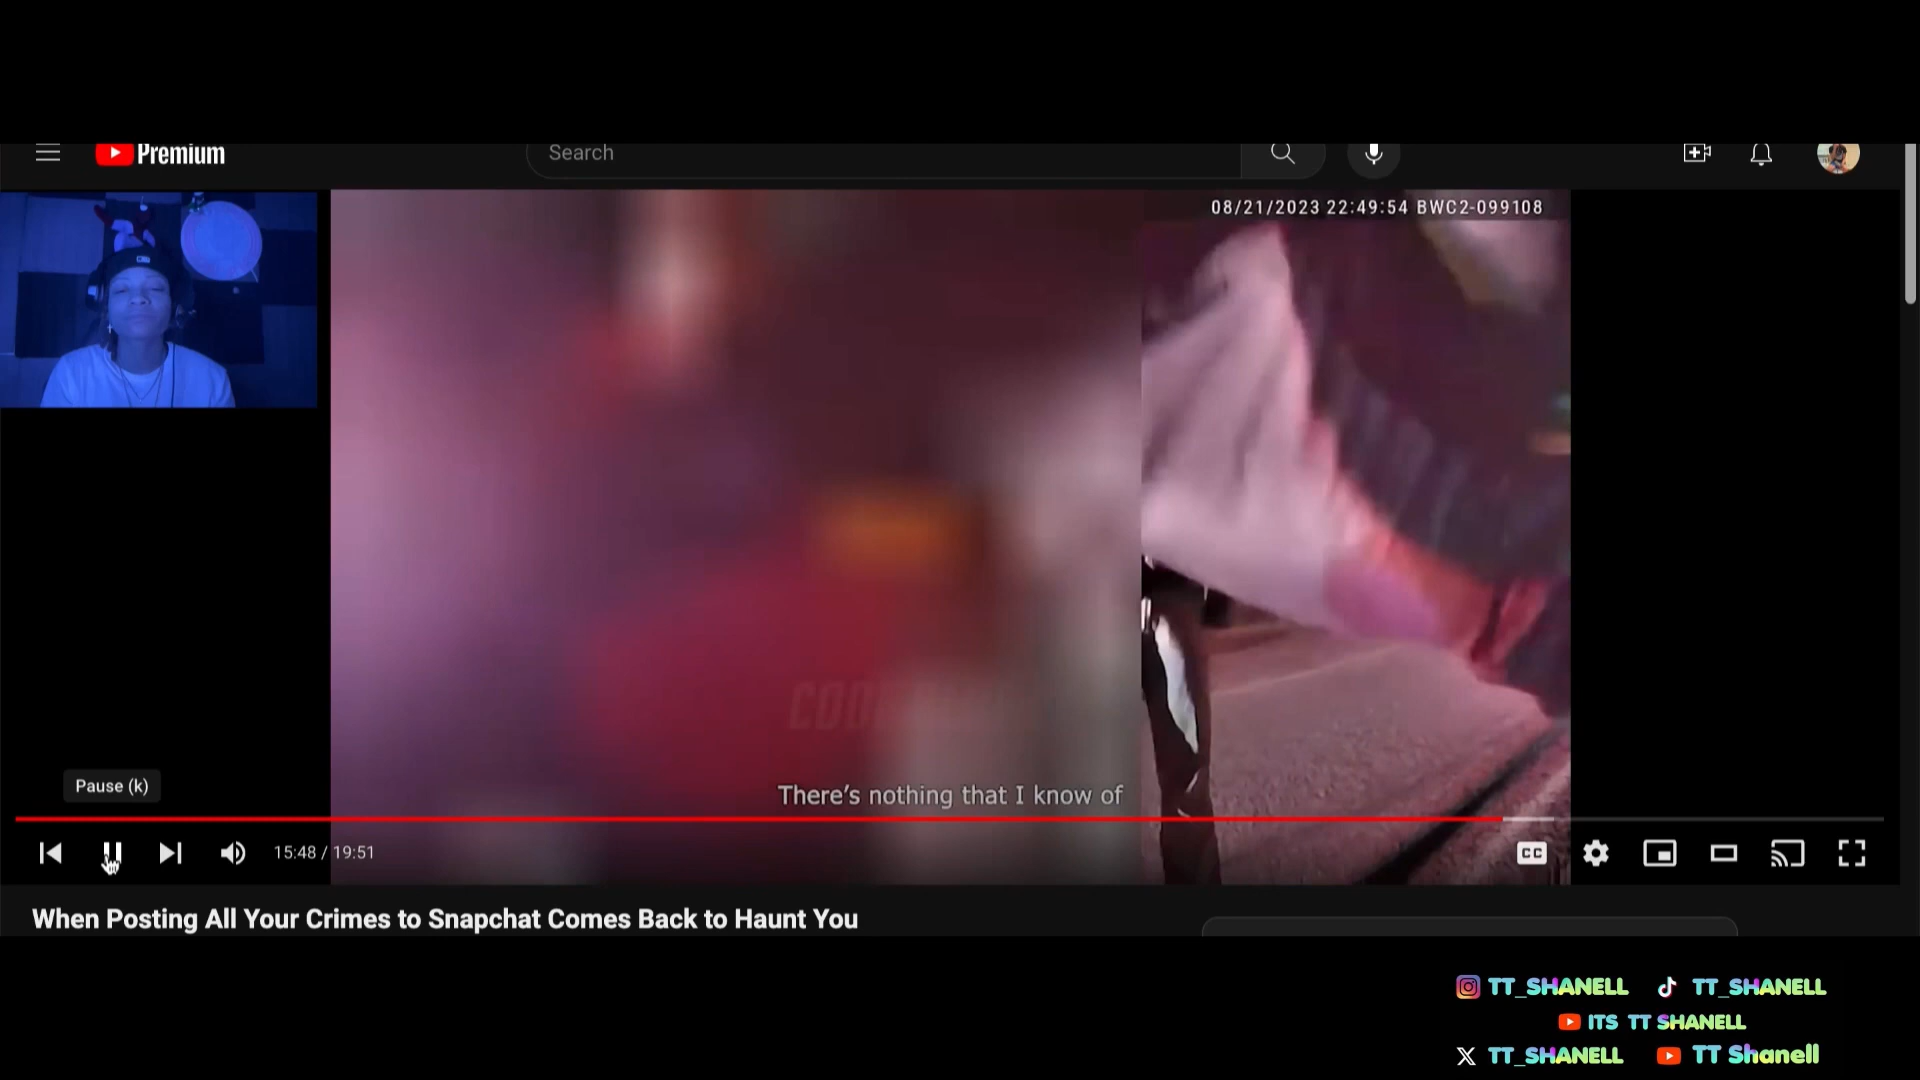 Premium
Search
08/21/2023 22:49:54 BWC2-099108
There's nothing that I know of
Pause (k)
15:48 / 19:51
CC
When Posting All Your Crimes to Snapchat Comes Back to Haunt You
TT_SHANELL TT_SHANELL
ITS TT SHANELL
TT_SHANELL TT Shanell